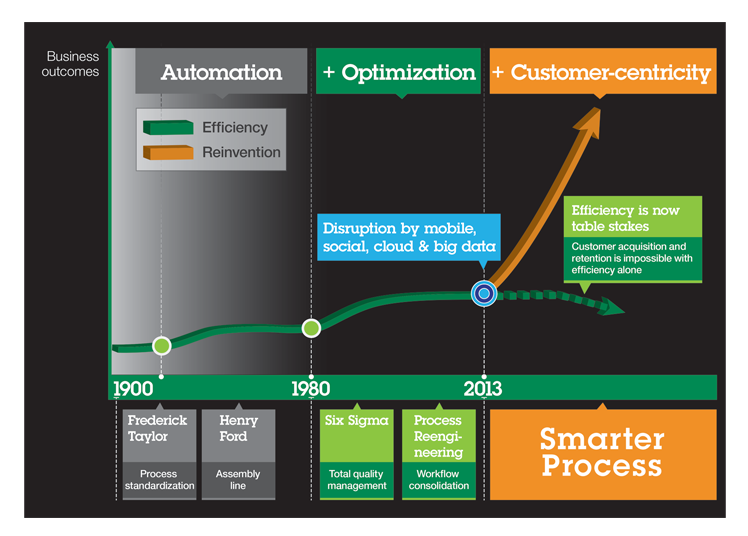 Business
outcomes
Automation
+ Optimization
+ Customer-centricity
Efficiency
Reinvention
Disruption by mobile,
social, cloud & big data
Efficiency is now
table stakes
Customer acquisition and
retention is impossible with
efficiency alone
1900
1980
2013
Frederick
Taylor
Process
standardization
Henry
Ford
Assembly
line
Six Sigma
Total quality
management
Process
Reengi-
neering
Workflow
consolidation
Smarter
Process